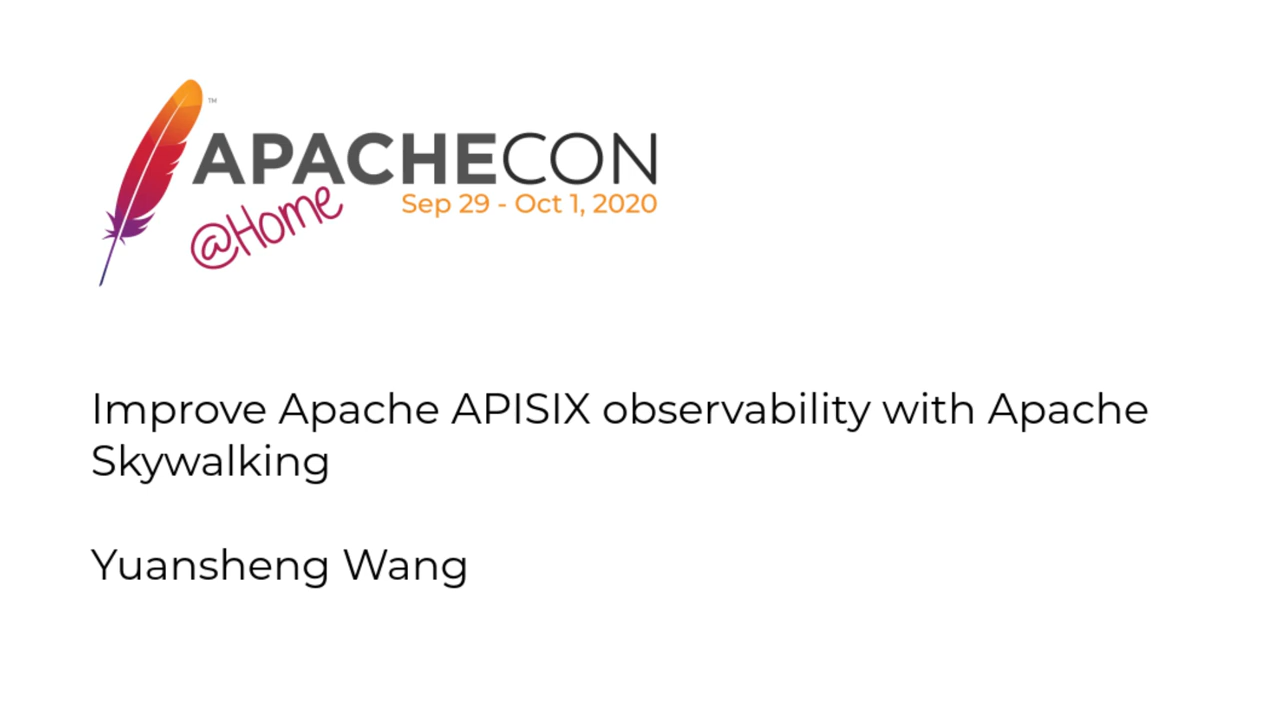 ™
APACHECON
@Home
Sep 29 - Oct 1, 2020
Improve Apache APISIX observability with Apache
Skywalking
Yuansheng Wang